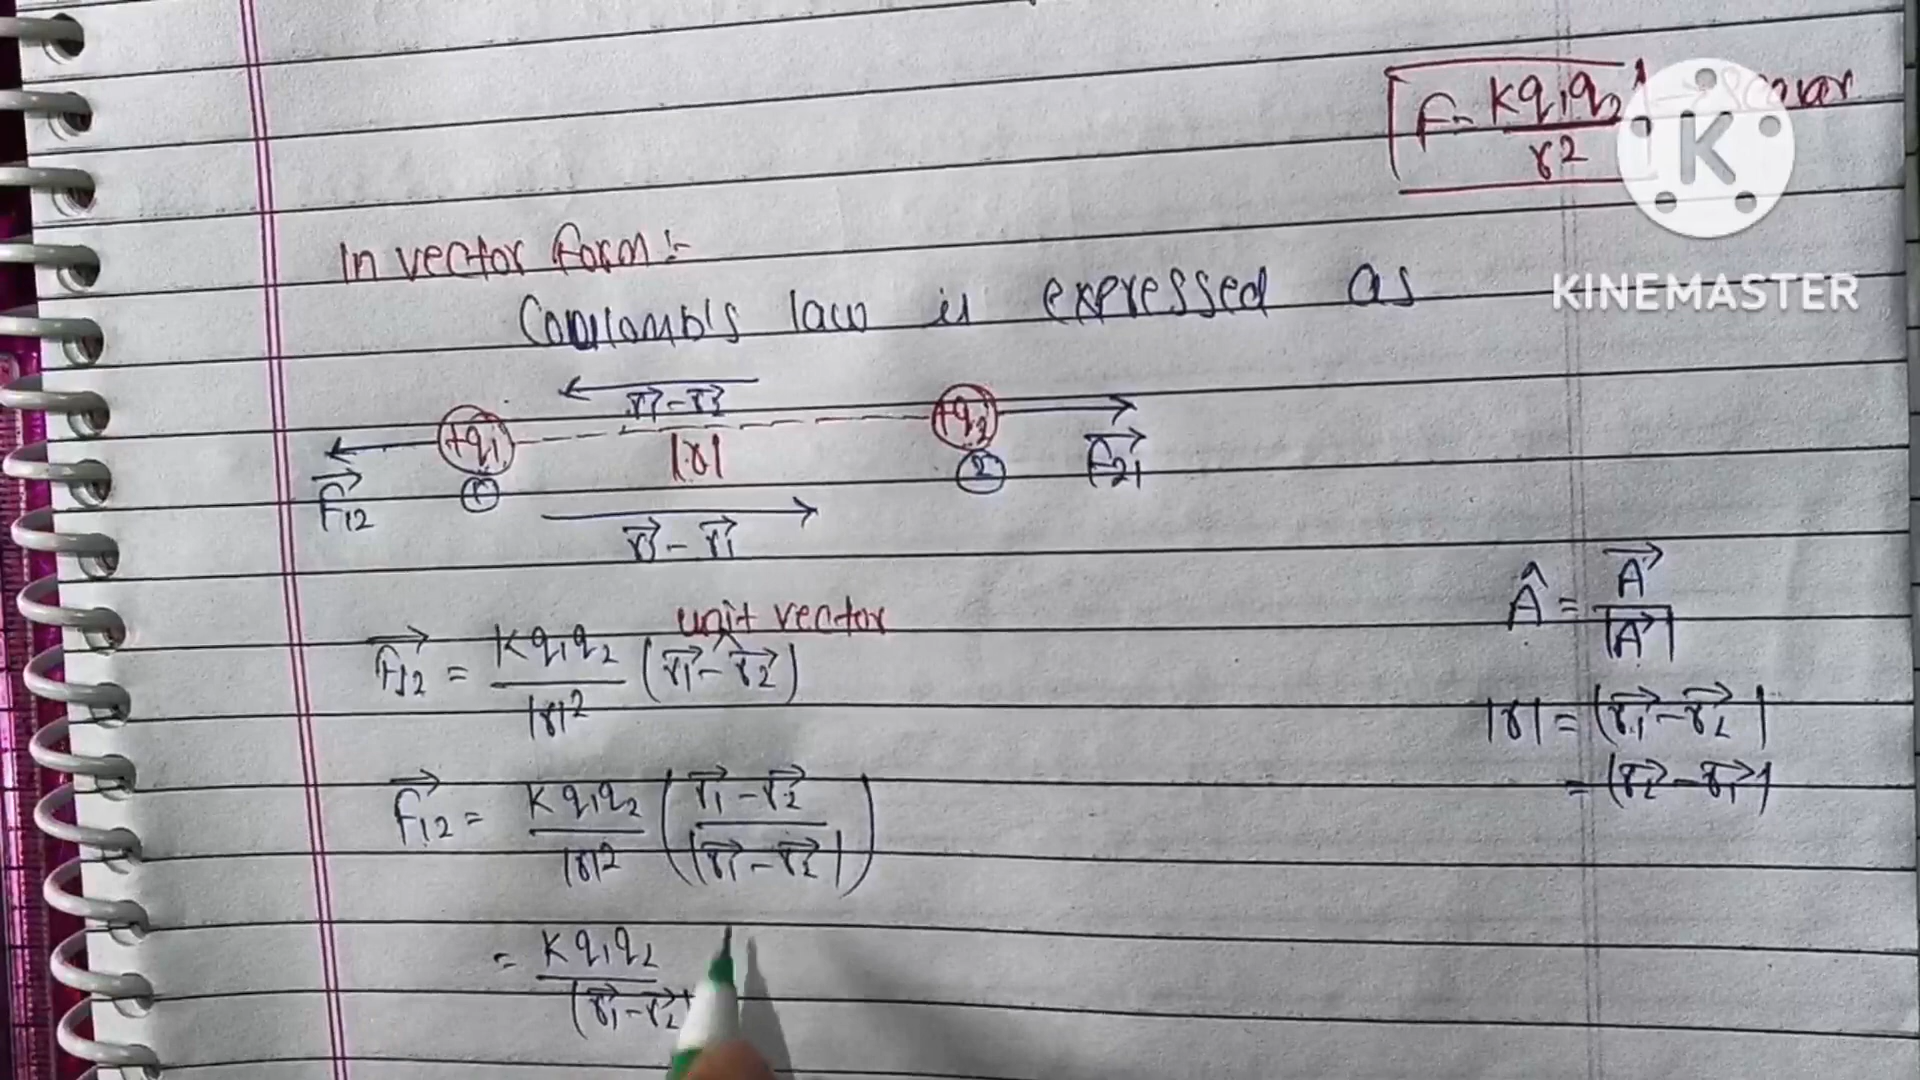 F = Kq₁q₂ / r² → scalar
KINEMASTER
In vector form :-
Coulomb's law is expressed as
r₁⃗ - r₂⃗
+q₁ |r| +q₂
F₁₂⃗ 1 2 F₂₁⃗
r₂⃗ - r₁⃗
unit vector
F₁₂⃗ = Kq₁q₂ / |r|² (r₁⃗ - r₂⃗)
Â = A⃗ / |A⃗|
|r| = |r₁⃗ - r₂⃗|
= |r₂⃗ - r₁⃗|
F₁₂⃗ = Kq₁q₂ / |r|² ( r₁⃗ - r₂⃗ / |r₁⃗ - r₂⃗| )
= Kq₁q₂ / |r₁⃗ - r₂⃗|